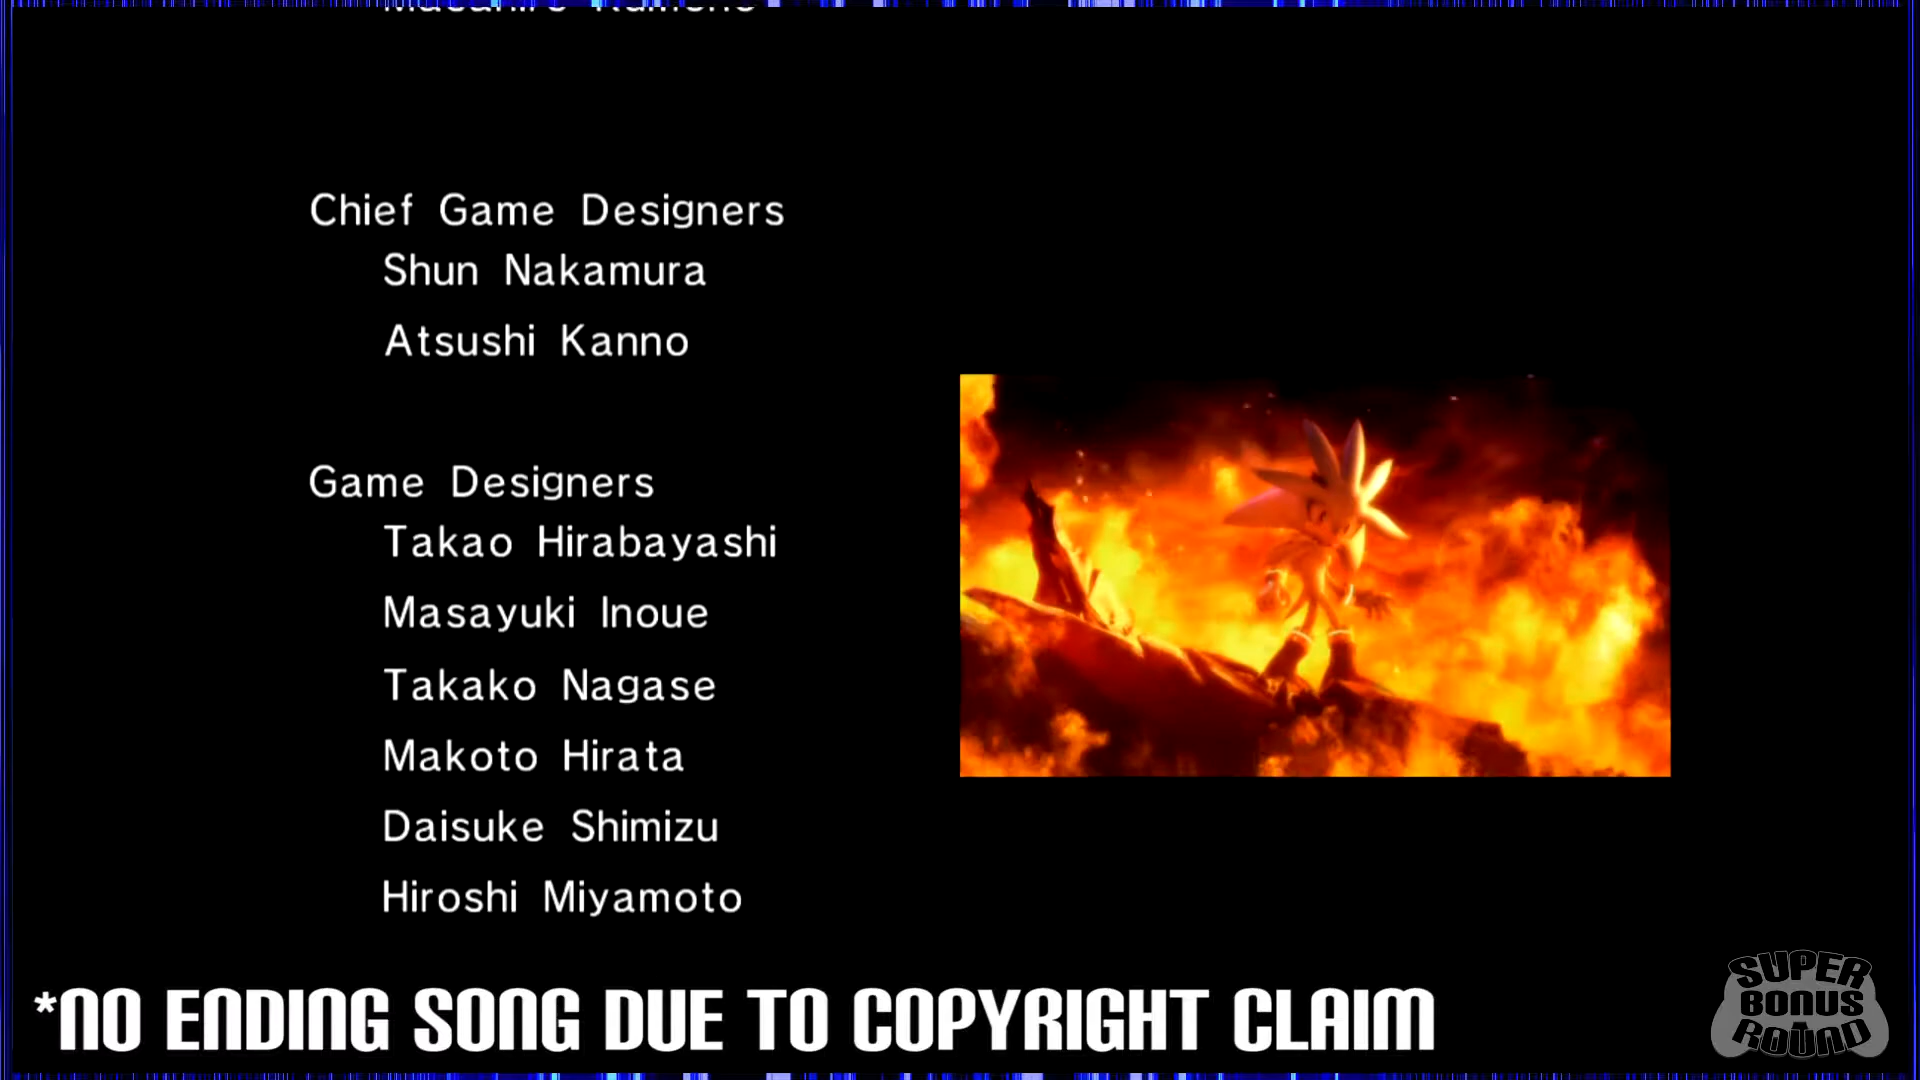 Chief Game Designers
Shun Nakamura
Atsushi Kanno
Game Designers
Takao Hirabayashi
Masayuki Inoue
Takako Nagase
Makoto Hirata
Daisuke Shimizu
Hiroshi Miyamoto
*NO ENDING SONG DUE TO COPYRIGHT CLAIM
SUPER
BONUS
ROUND